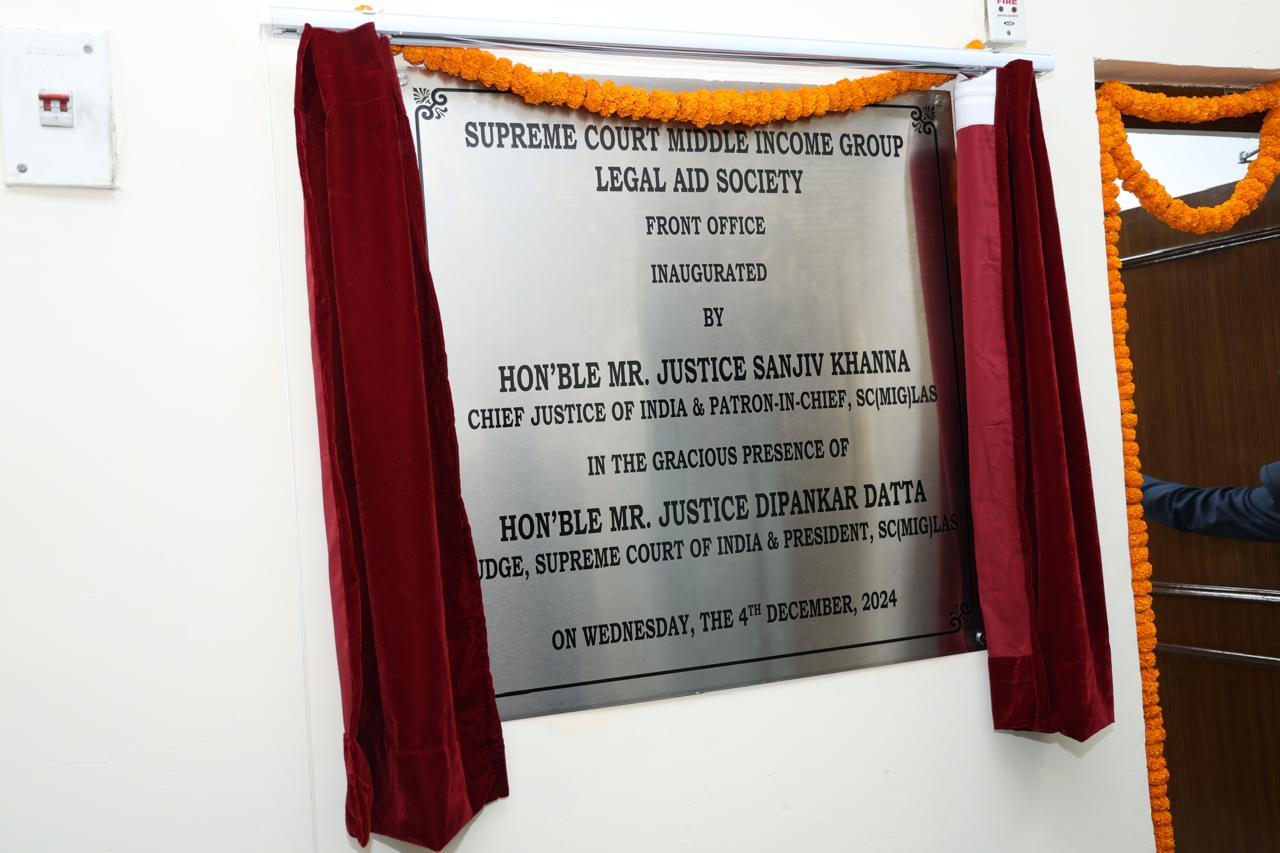 SUPREME COURT MIDDLE INCOME GROUP
LEGAL AID SOCIETY
FRONT OFFICE
INAUGURATED
BY
HON'BLE MR. JUSTICE SANJIV KHANNA
CHIEF JUSTICE OF INDIA & PATRON-IN-CHIEF, SC(MIG)LAS
IN THE GRACIOUS PRESENCE OF
HON'BLE MR. JUSTICE DIPANKAR DATTA
UDGE, SUPREME COURT OF INDIA & PRESIDENT, SC(MIG)LAS
ON WEDNESDAY, THE 4TH DECEMBER, 2024
FIRE